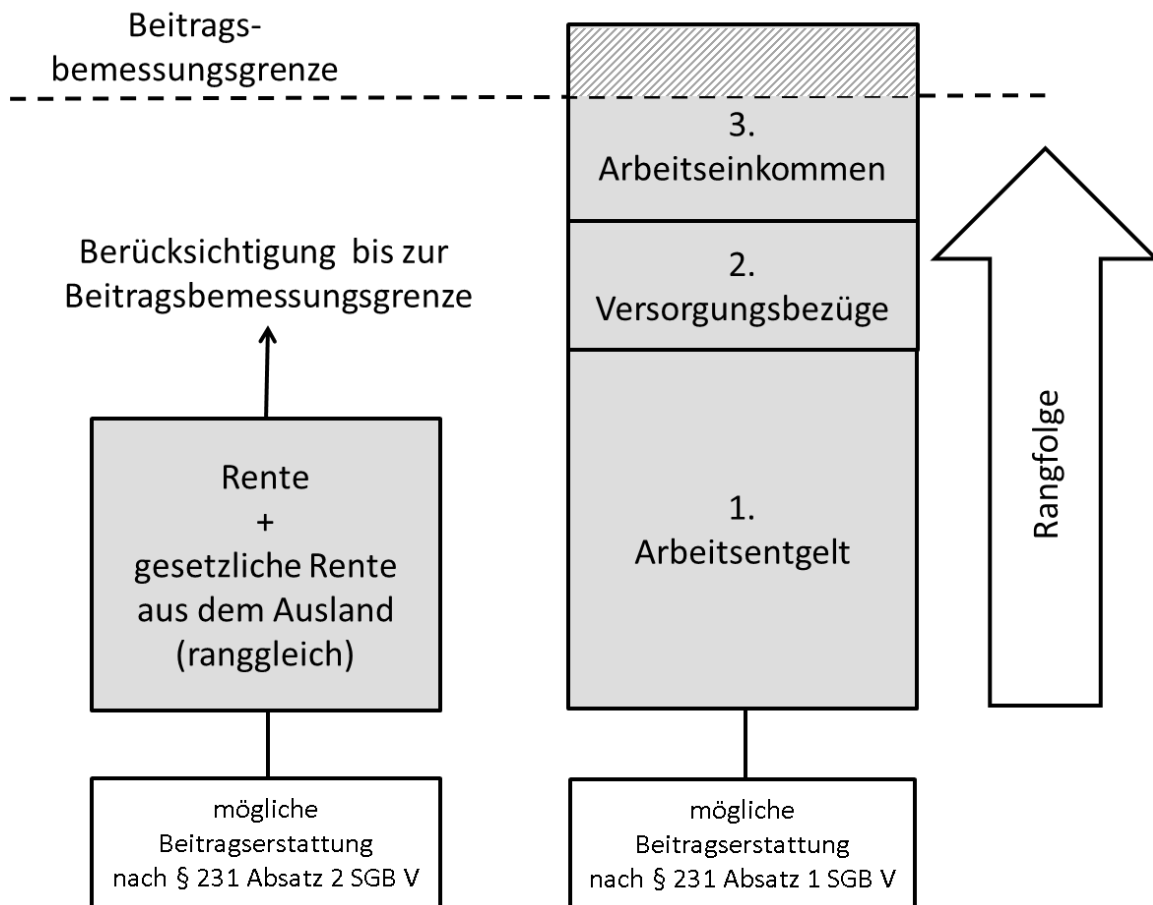 Beitrags-
bemessungsgrenze
Berücksichtigung bis zur
Beitragsbemessungsgrenze
Rente
+
gesetzliche Rente
aus dem Ausland
(ranggleich)
mögliche
Beitragserstattung
nach § 231 Absatz 2 SGB V
3.
Arbeitseinkommen
2.
Versorgungsbezüge
1.
Arbeitsentgelt
mögliche
Beitragserstattung
nach § 231 Absatz 1 SGB V
Rangfolge